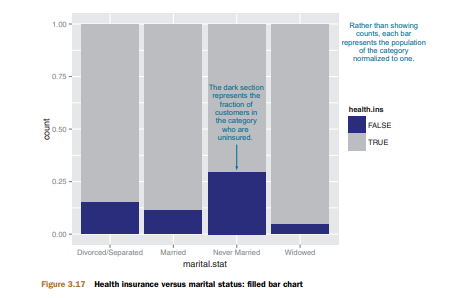 1.00
0.75
0.50
0.25
0.00
count
The dark section
represents the
fraction of
customers in
the category
who are
uninsured.
Divorced/Separated Married Never Married Widowed
marital.stat
Rather than showing
counts, each bar
represents the population
of the category
normalized to one.
health.ins
FALSE
TRUE
Figure 3.17 Health insurance versus marital status: filled bar chart